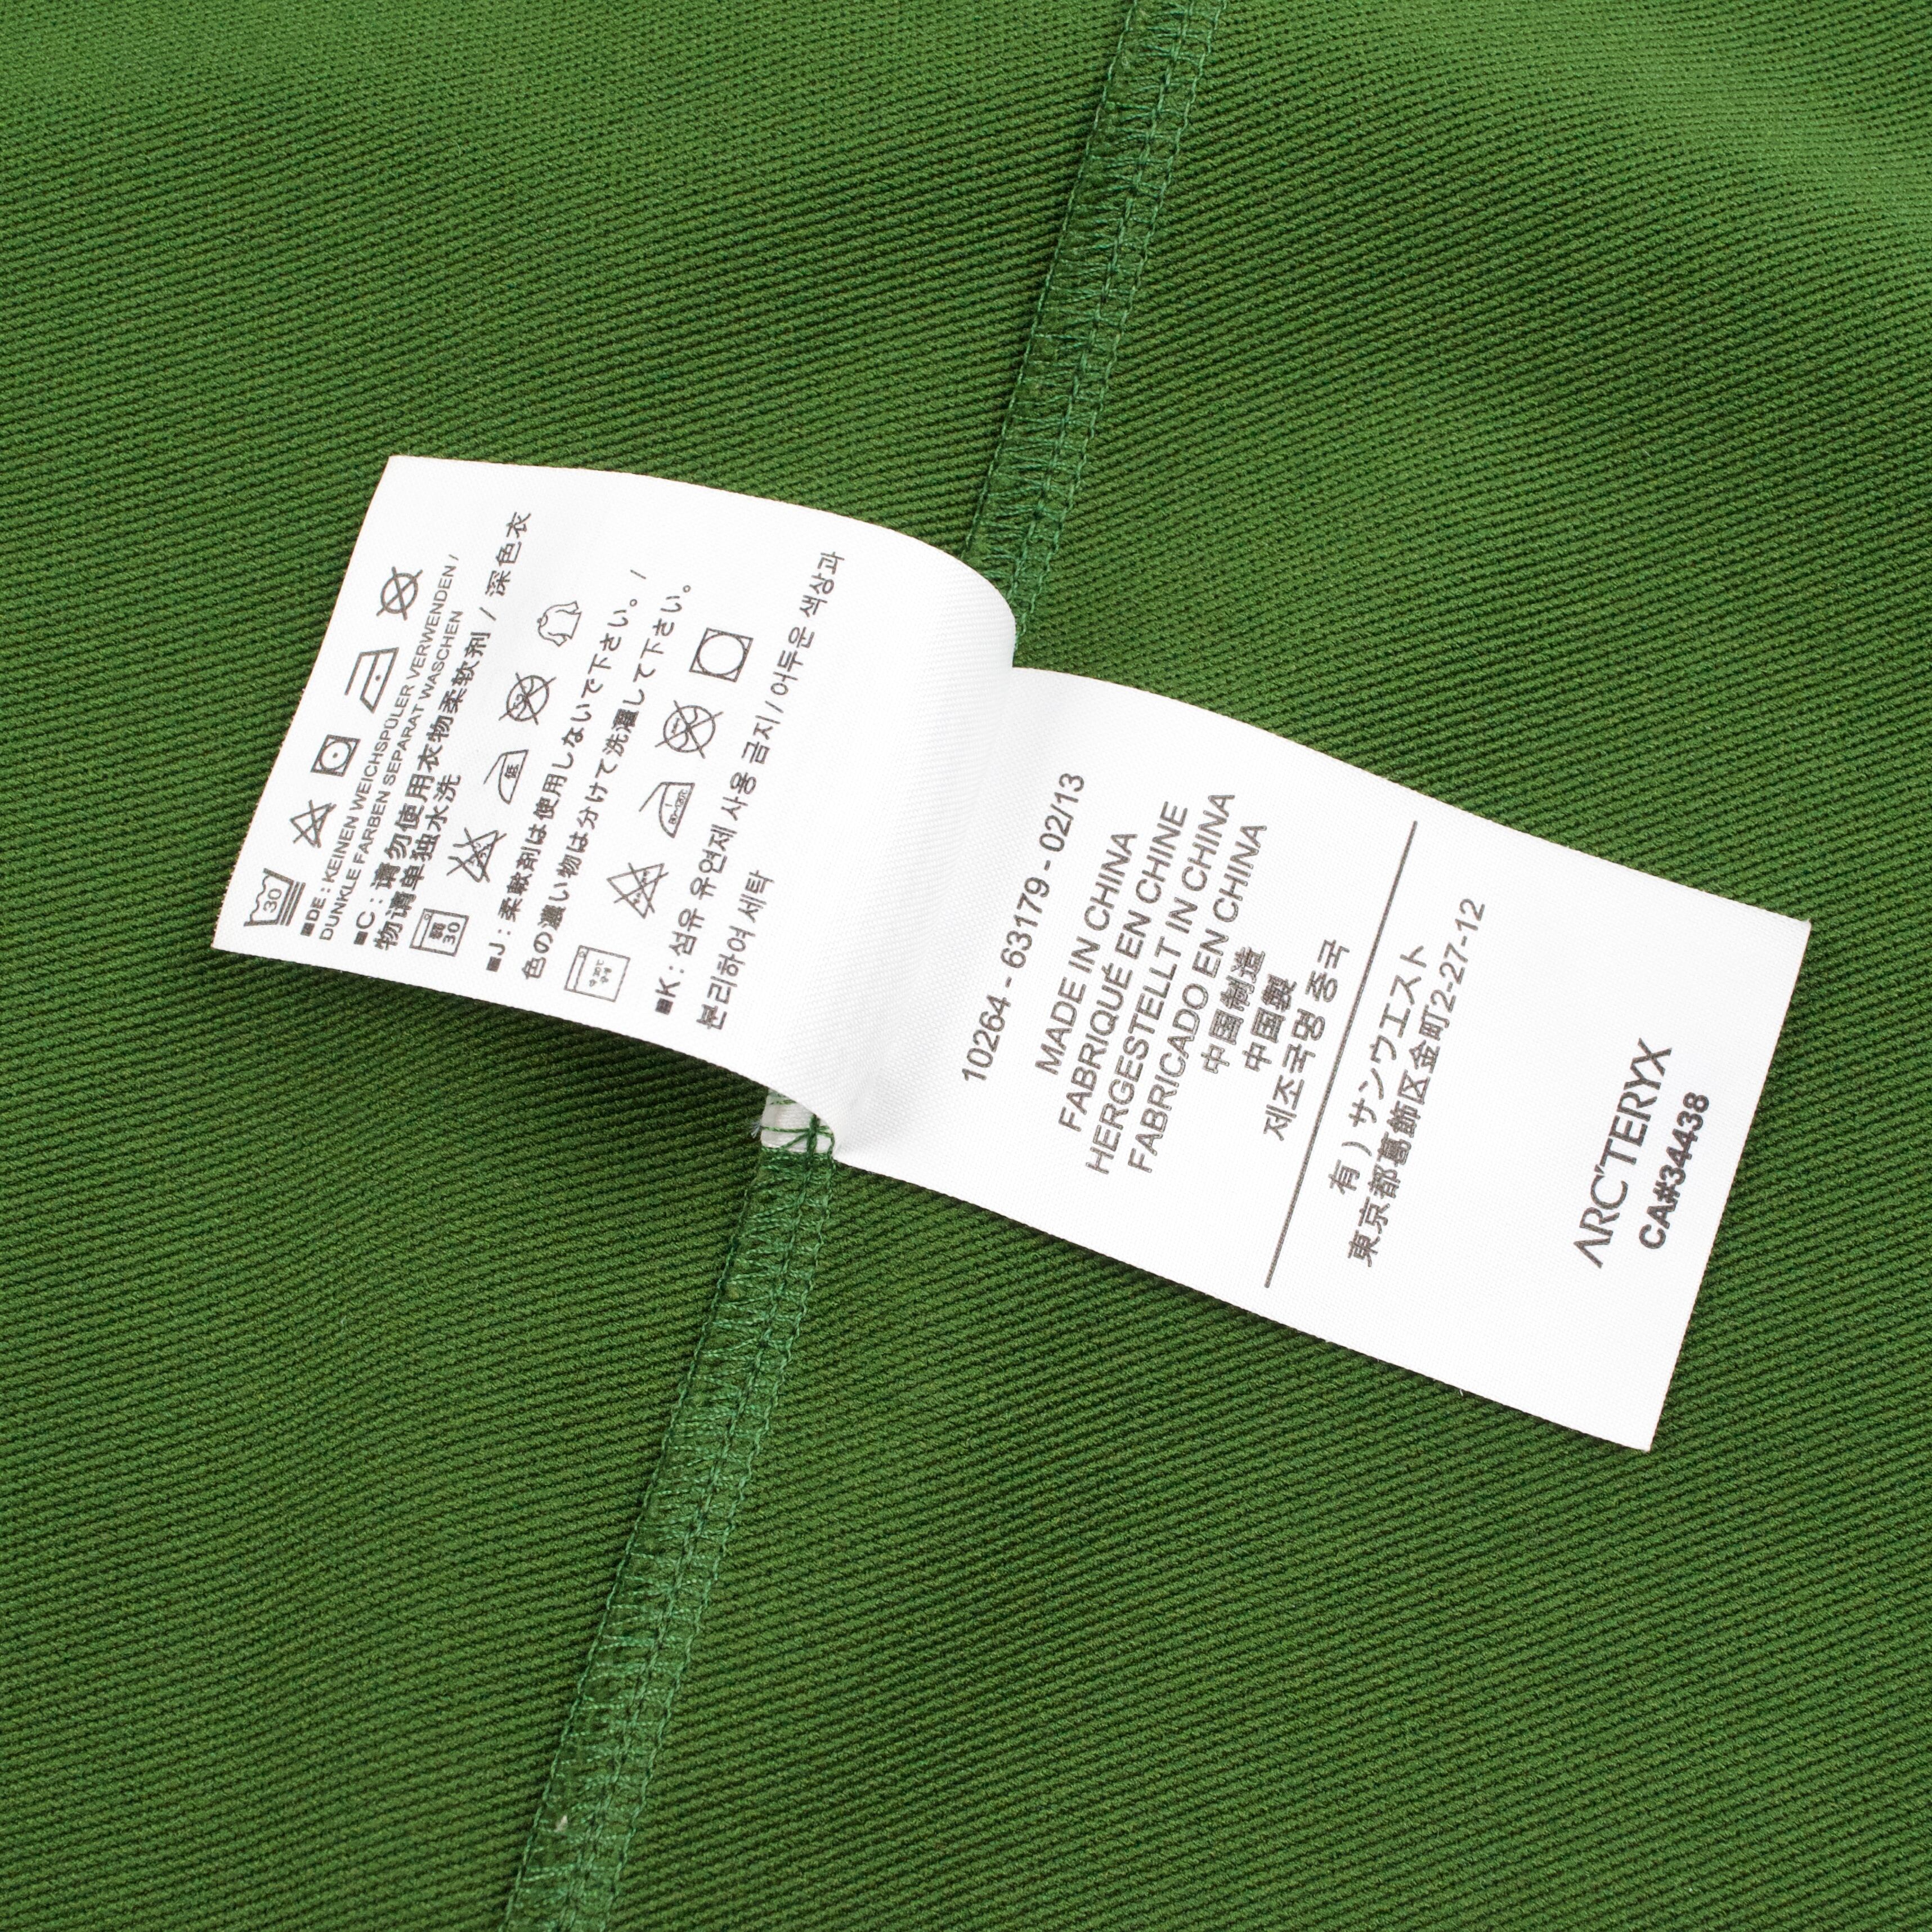 30
■DE : KEINEN WEICHSPÜLER VERWENDEN /
DUNKLE FARBEN SEPARAT WASCHEN
■C : 请勿使用衣物柔软剂 / 深色衣
物请单独水洗
弱
30
低
■J : 柔軟剤は使用しないで下さい。 /
色の濃い物は分けて洗濯して下さい。
■K : 섬유 유연제 사용 금지 / 어두운 색상과
분리하여 세탁
10264 - 63179 - 02/13
MADE IN CHINA
FABRIQUÉ EN CHINE
HERGESTELLT IN CHINA
FABRICADO EN CHINA
中国制造
中国製
제조국명 중국
有 ) サンウエスト
東京都葛飾区金町2-27-12
ARC'TERYX
CA#34438